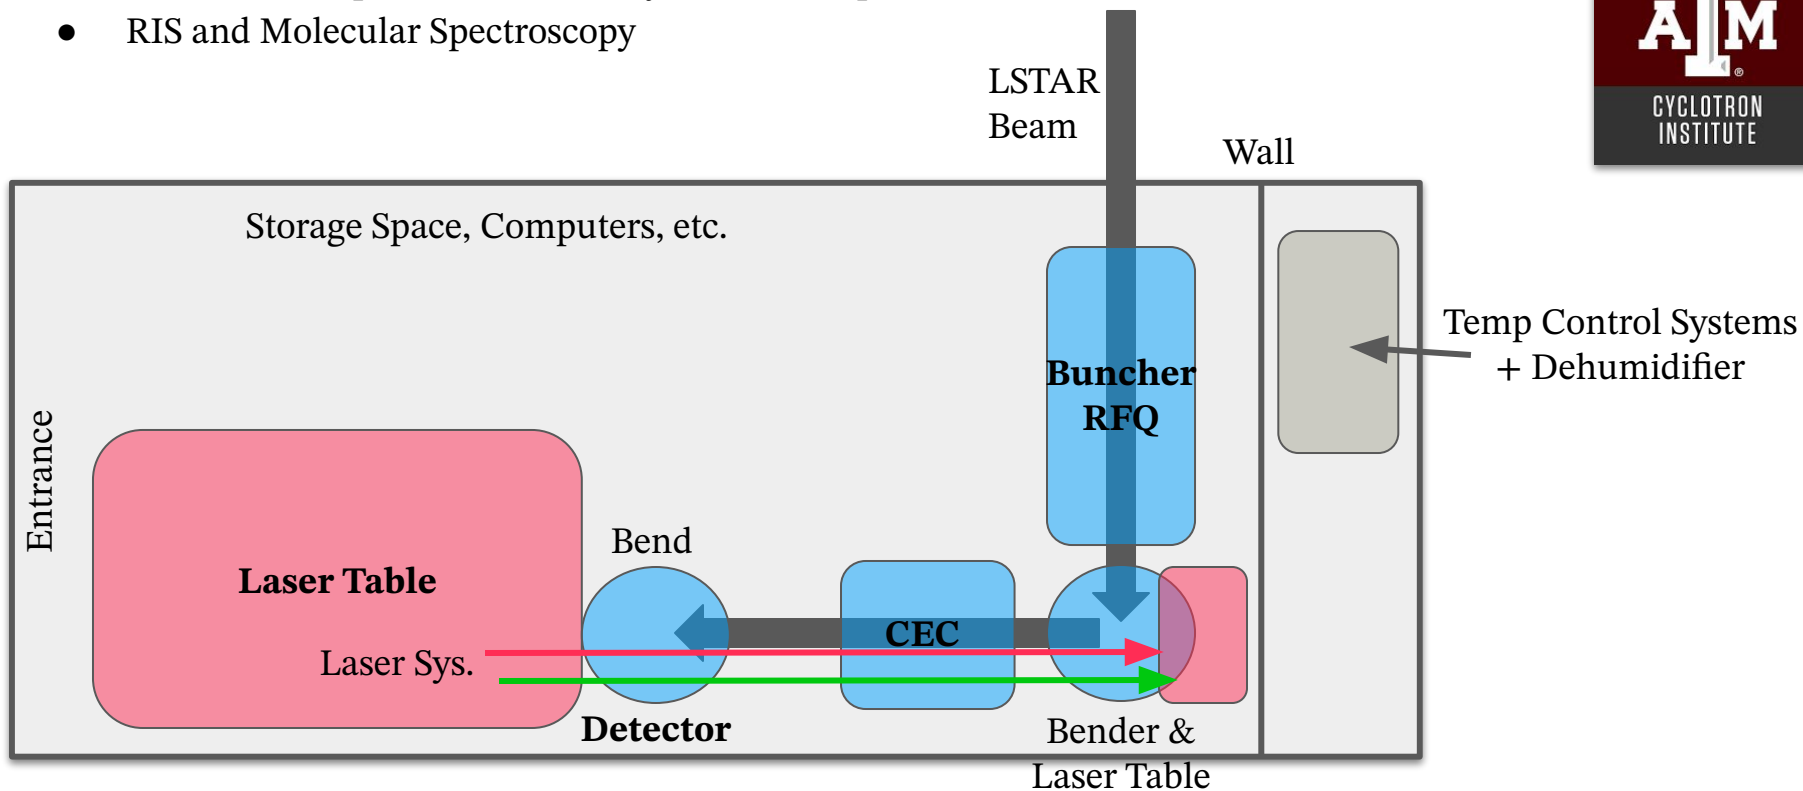 ● RIS and Molecular Spectroscopy
LSTAR
Beam
Wall
A M
®
CYCLOTRON
INSTITUTE
Storage Space, Computers, etc.
Temp Control Systems
+ Dehumidifier
Buncher
RFQ
Entrance
Bend
Laser Table
CEC
Laser Sys.
Detector
Bender &
Laser Table